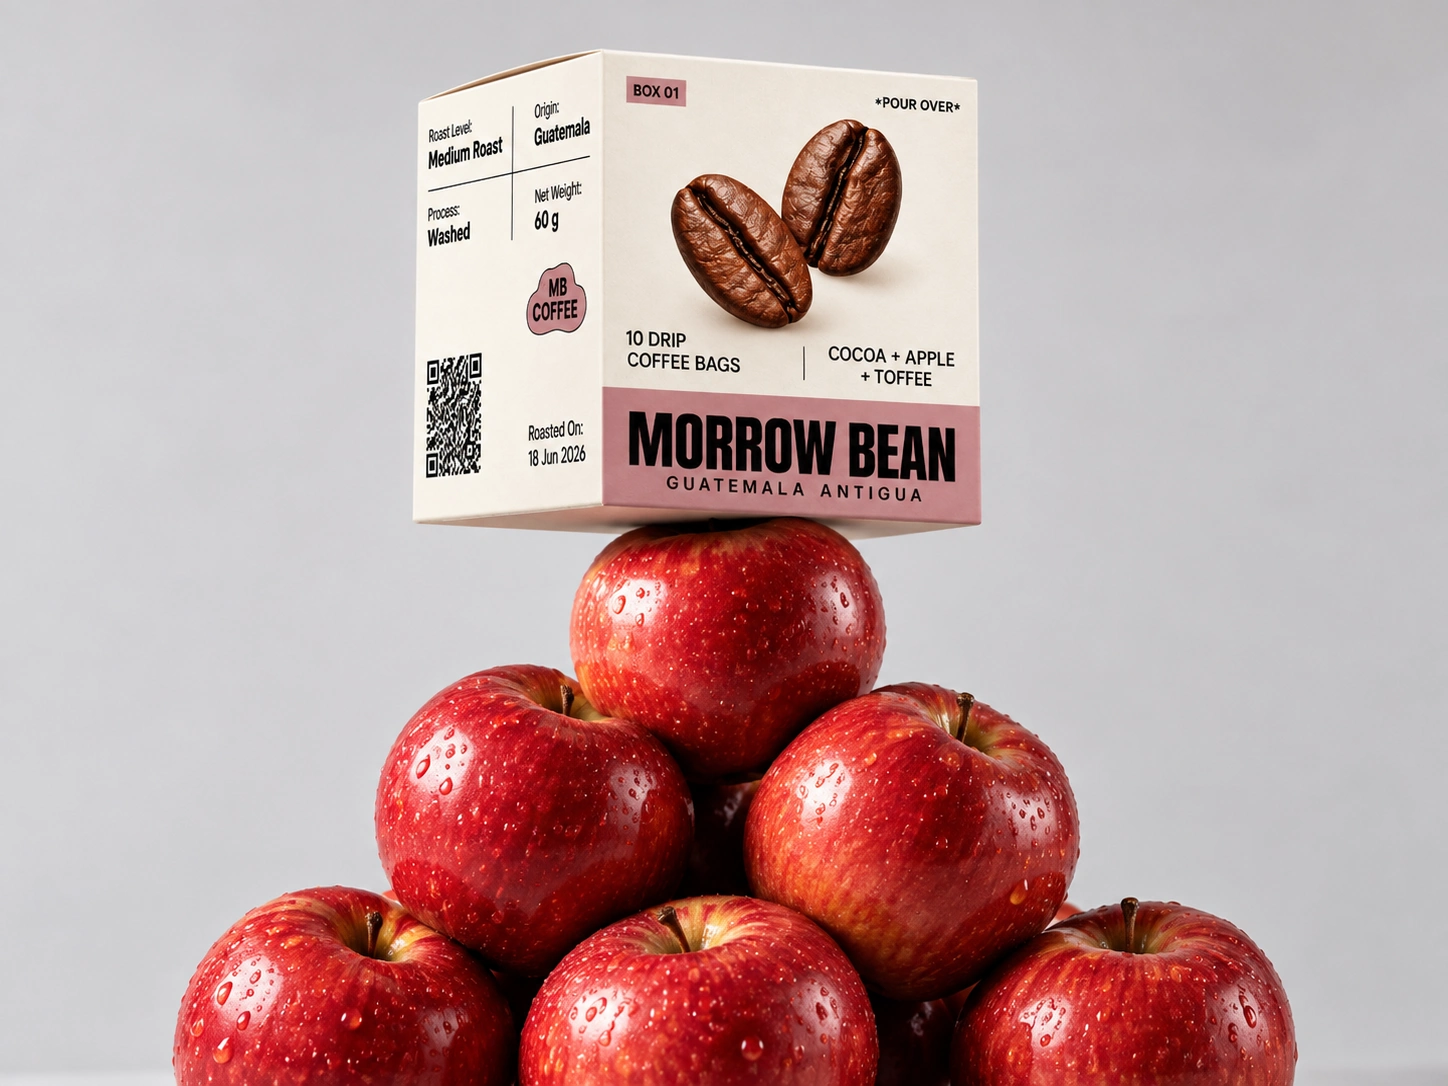 Roast Level:
Medium Roast
Origin:
Guatemala
Process:
Washed
Net Weight:
60 g
MB
COFFEE
Roasted On:
18 Jun 2026
BOX 01
*POUR OVER*
10 DRIP
COFFEE BAGS
COCOA + APPLE
+ TOFFEE
MORROW BEAN
GUATEMALA ANTIGUA